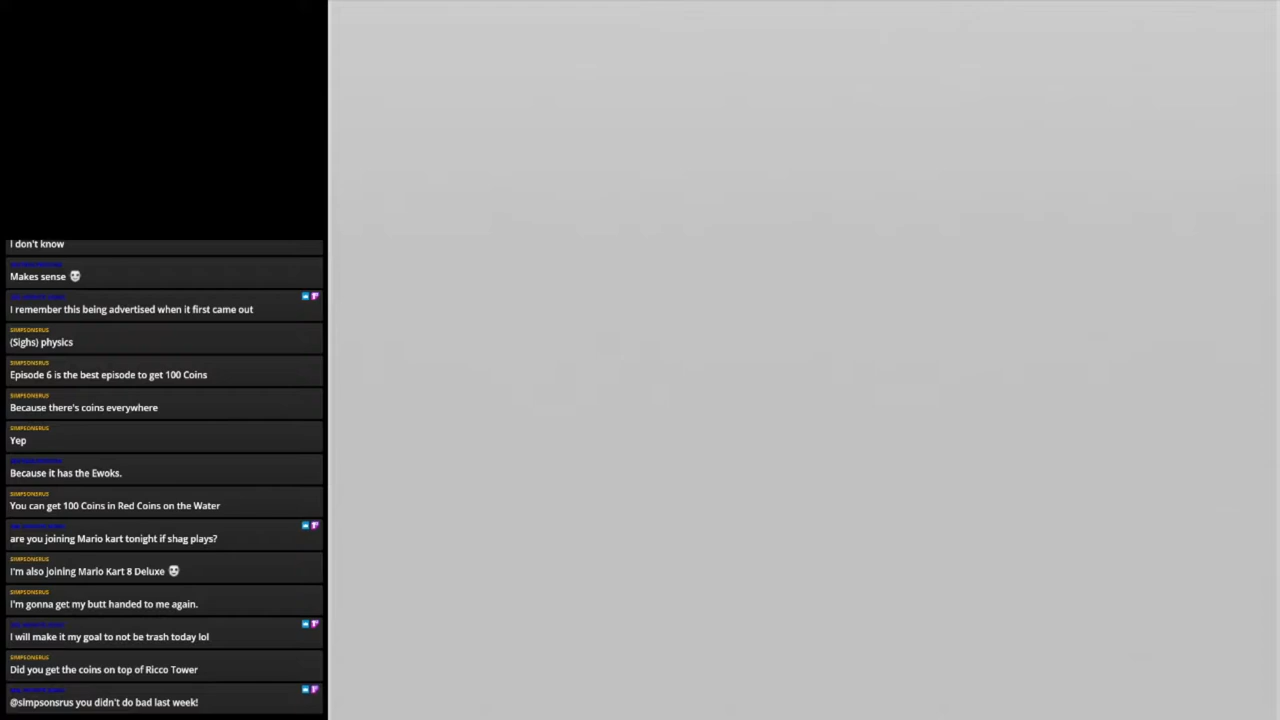 I don't know
Makes sense
I remember this being advertised when it first came out
SIMPSONSRUS
(Sighs) physics
SIMPSONSRUS
Episode 6 is the best episode to get 100 Coins
SIMPSONSRUS
Because there's coins everywhere
SIMPSONSRUS
Yep
Because it has the Ewoks.
SIMPSONSRUS
You can get 100 Coins in Red Coins on the Water
are you joining Mario kart tonight if shag plays?
SIMPSONSRUS
I'm also joining Mario Kart 8 Deluxe
SIMPSONSRUS
I'm gonna get my butt handed to me again.
I will make it my goal to not be trash today lol
SIMPSONSRUS
Did you get the coins on top of Ricco Tower
@simpsonsrus you didn't do bad last week!